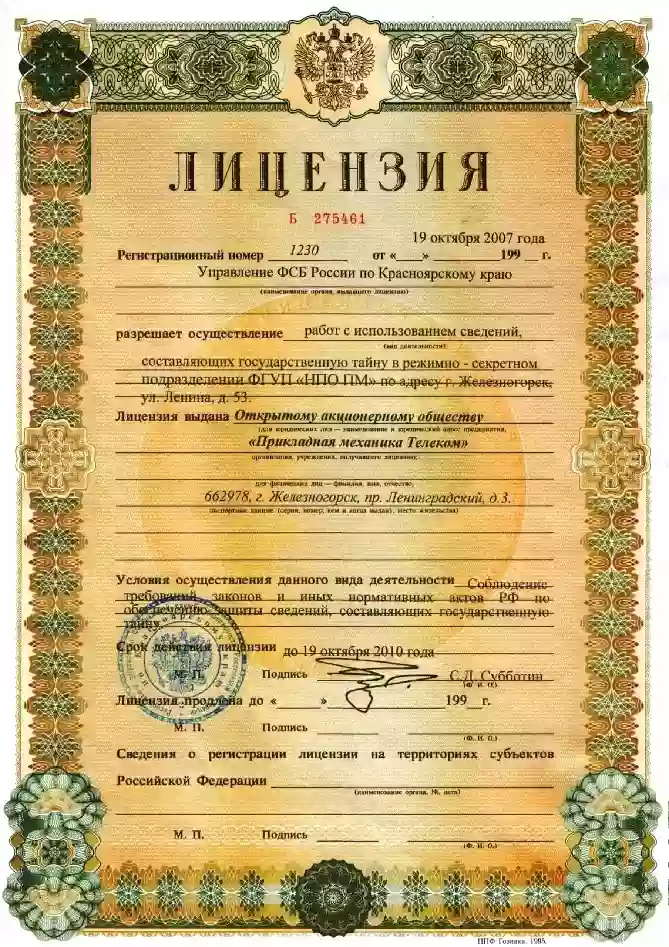 ЛИЦЕНЗИЯ
Б 275461
19 октября 2007 года
Регистрационный номер 1230 от «___» 199__ г.
Управление ФСБ России по Красноярскому краю
(наименование органа, выдавшего лицензию)
разрешает осуществление работ с использованием сведений,
(вид деятельности)
составляющих государственную тайну в режимно - секретном
подразделении ФГУП «НПО ПМ» по адресу г. Железногорск,
ул. Ленина, д. 53.
Лицензия выдана Открытому акционерному обществу
(для юридических лиц — наименование и юридический адрес предприятия,
«Прикладная механика Телеком»
организации, учреждения, получившего лицензию;
для физических лиц — фамилия, имя, отчество,
662978, г. Железногорск, пр. Ленинградский, д.3.
паспортные данные (серия, номер, кем и когда выдан), место жительства)
Условия осуществления данного вида деятельности Соблюдение
требований законов и иных нормативных актов РФ по
обеспечению защиты сведений, составляющих государственную
тайну.
Срок действия лицензии до 19 октября 2010 года
М. П. Подпись С.Д. Субботин
(Ф. И. О.)
Лицензия продлена до «___» 199__ г.
М. П. Подпись
(Ф. И. О.)
Сведения о регистрации лицензии на территориях субъектов
Российской Федерации
(наименование органа, №, дата)
М. П. Подпись
(Ф. И. О.)
ППФ Гознака. 1995.